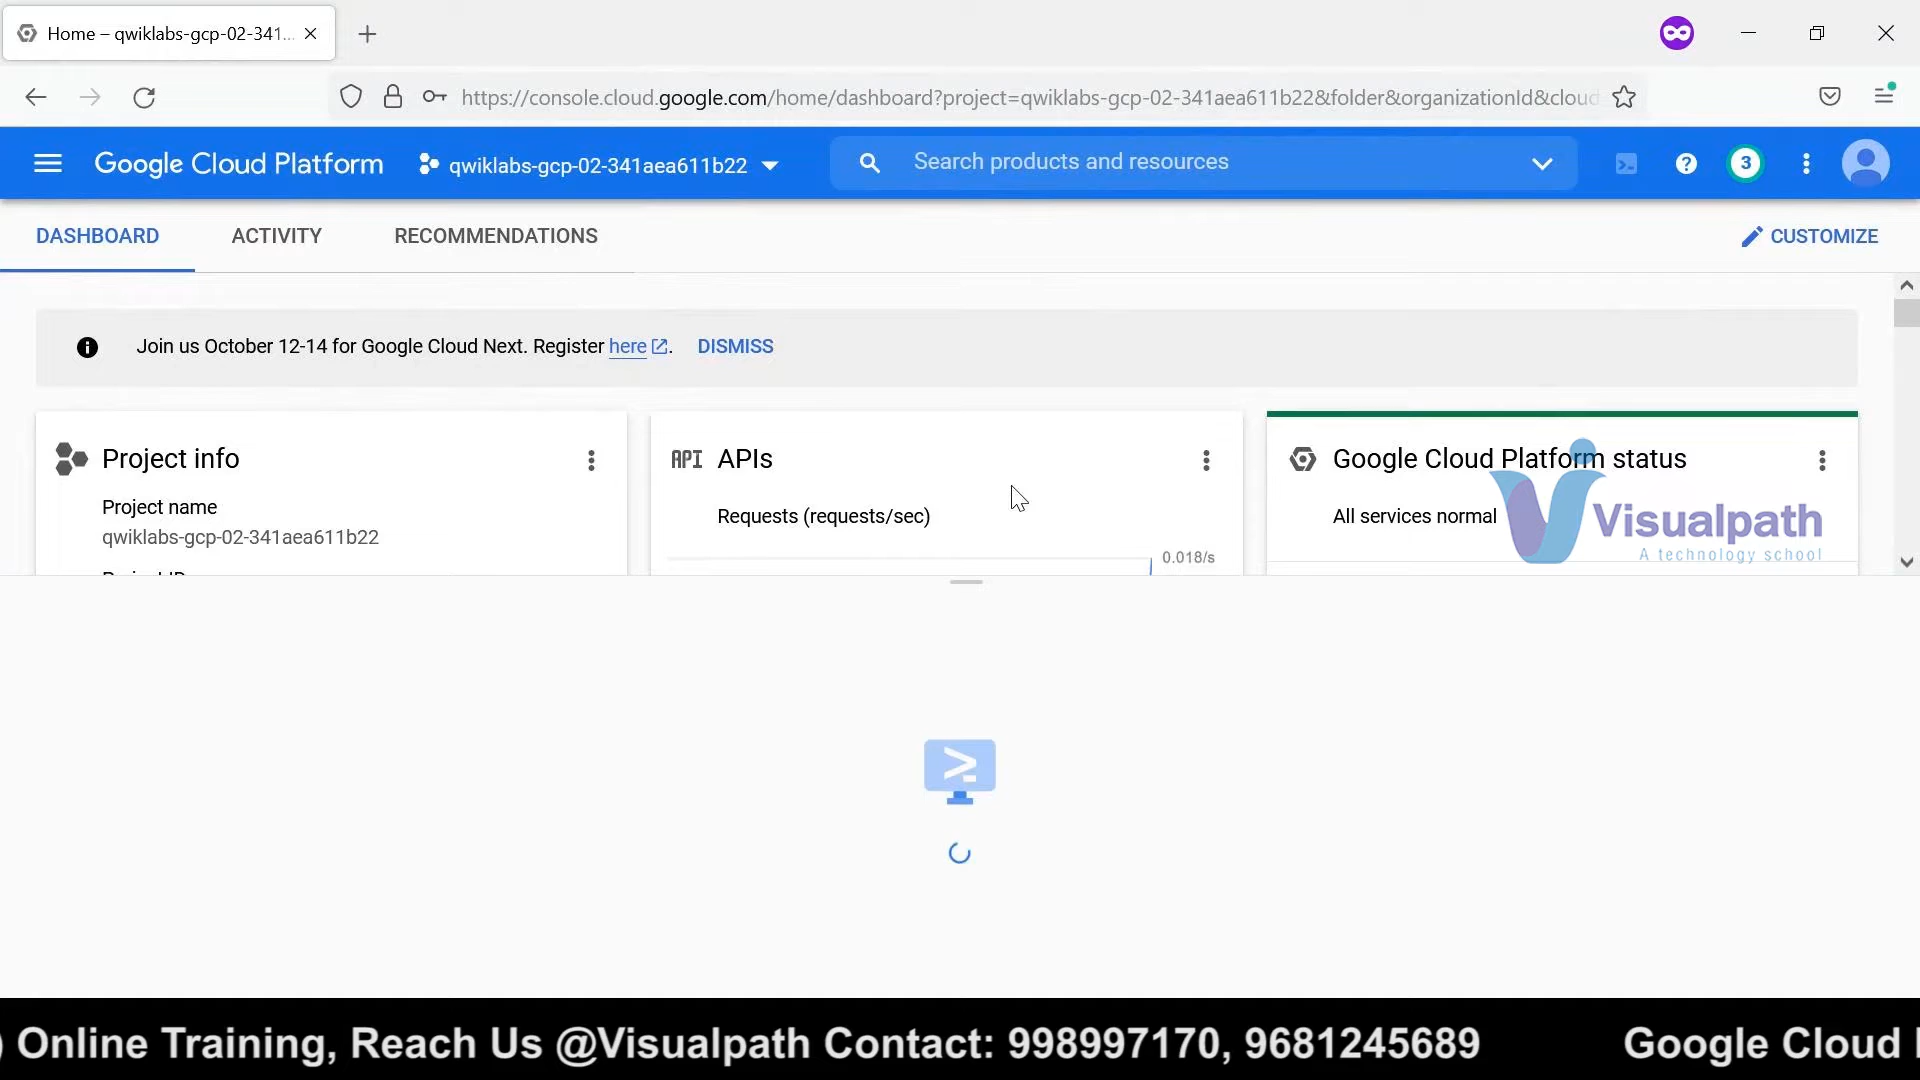 Home – qwiklabs-gcp-02-341...
https://console.cloud.google.com/home/dashboard?project=qwiklabs-gcp-02-341aea611b22&folder&organizationId&cloud
Google Cloud Platform
qwiklabs-gcp-02-341aea611b22
Search products and resources
3
DASHBOARD
ACTIVITY
RECOMMENDATIONS
CUSTOMIZE
Join us October 12-14 for Google Cloud Next. Register here. DISMISS
Project info
Project name
qwiklabs-gcp-02-341aea611b22
API APIs
Requests (requests/sec)
0.018/s
Google Cloud Platform status
All services normal
Visualpath
A technology school
) Online Training, Reach Us @Visualpath Contact: 998997170, 9681245689
Google Cloud